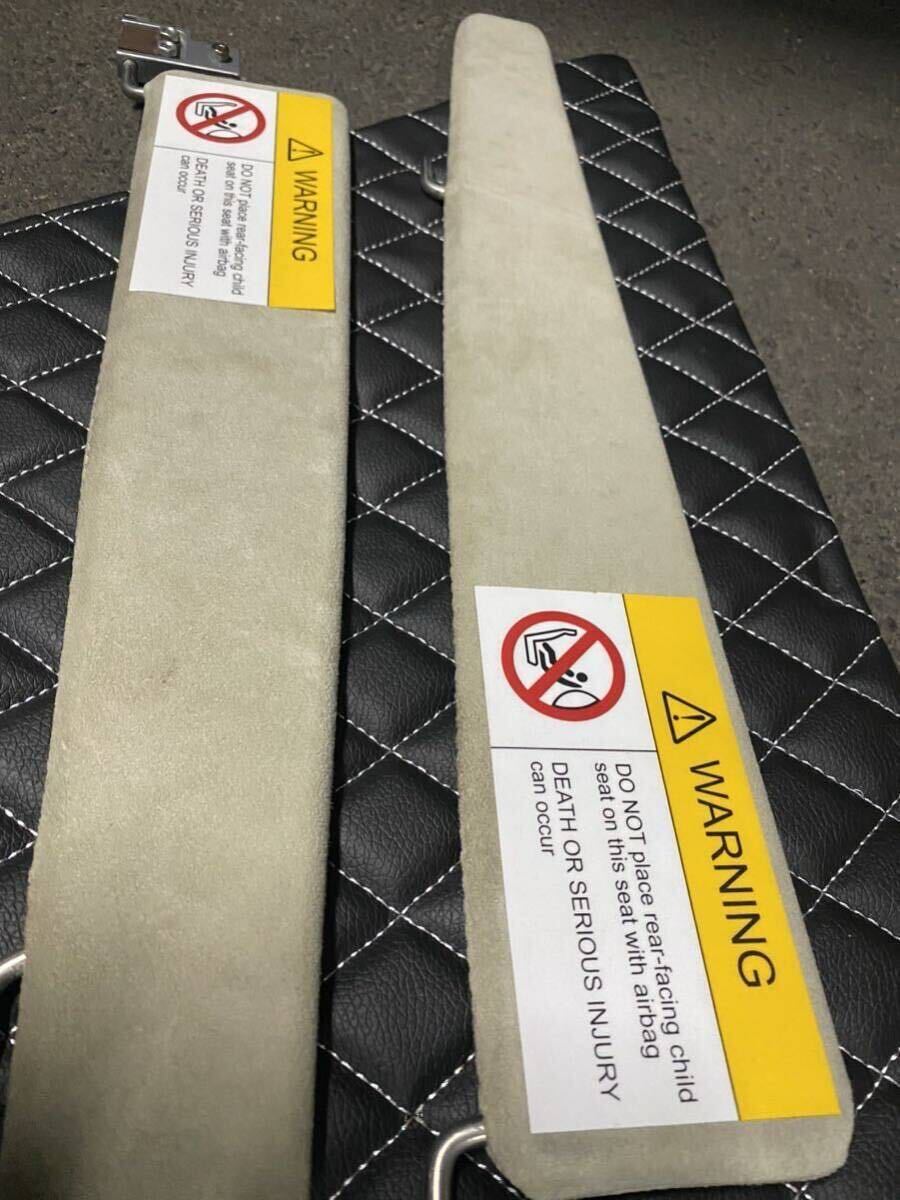 WARNING
DO NOT place rear-facing child
seat on this seat with airbag
DEATH OR SERIOUS INJURY
can occur
WARNING
DO NOT place rear-facing child
seat on this seat with airbag
DEATH OR SERIOUS INJURY
can occur